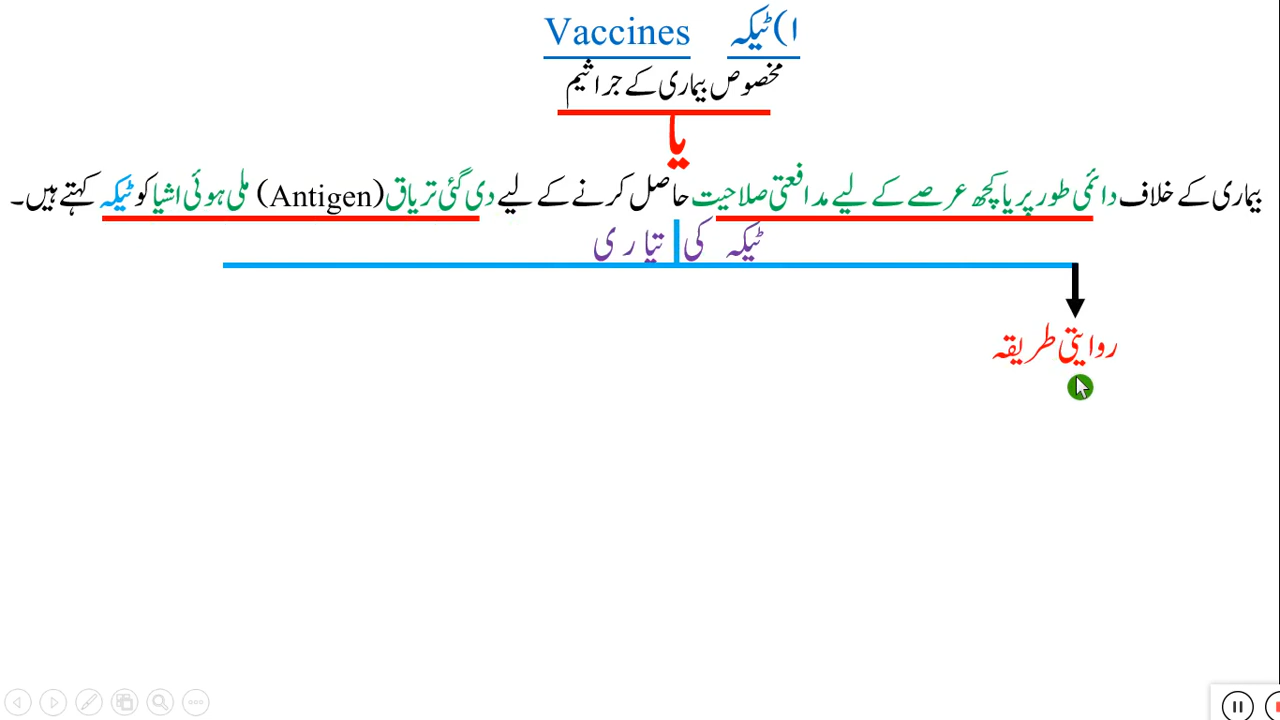 ۱) ٹیکہ Vaccines
مخصوص بیماری کے جراثیم
یا
بیماری کے خلاف دائمی طور پر یا کچھ عرصے کے لیے مدافعتی صلاحیت حاصل کرنے کے لیے دی گئی تریاق (Antigen) ملی ہوئی اشیا کو ٹیکہ کہتے ہیں۔
ٹیکہ کی تیاری
روایتی طریقہ